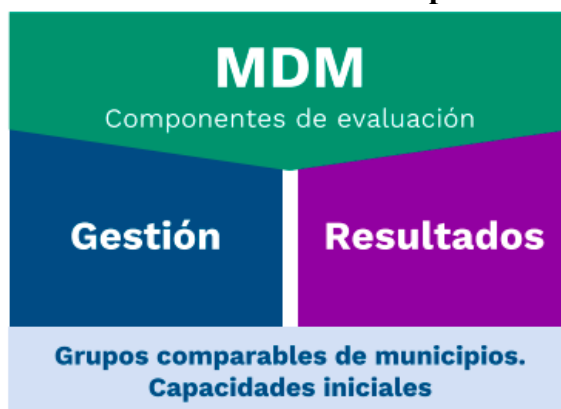 MDM
Componentes de evaluación
Gestión
Resultados
Grupos comparables de municipios.
Capacidades iniciales